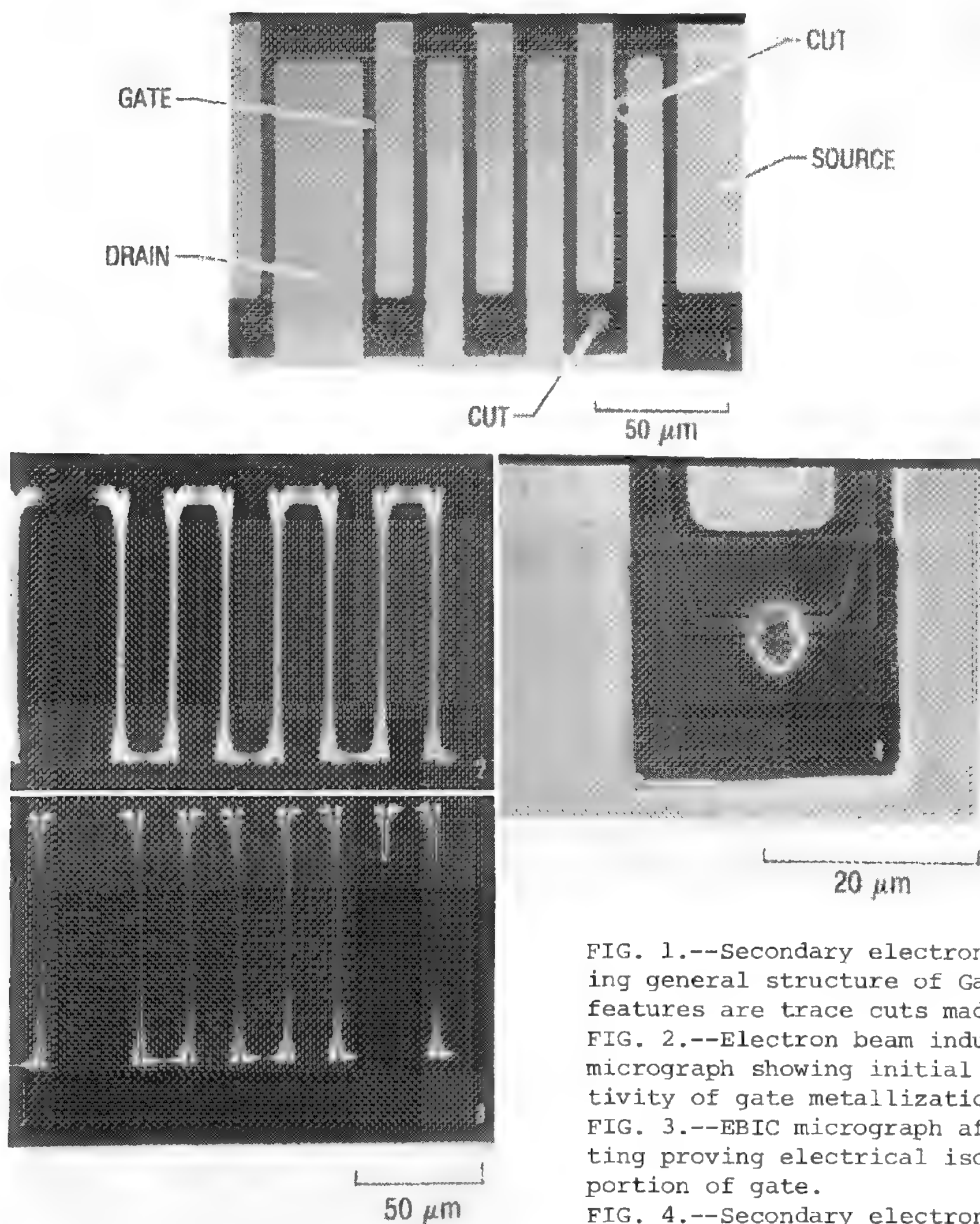 CUT
GATE
SOURCE
DRAIN
CUT
50 μm
2
20 μm
50 μm
FIG. 1.--Secondary electron
ing general structure of Ga
features are trace cuts mad
FIG. 2.--Electron beam indu
micrograph showing initial
tivity of gate metallizatio
FIG. 3.--EBIC micrograph af
ting proving electrical iso
portion of gate.
FIG. 4.--Secondary electron